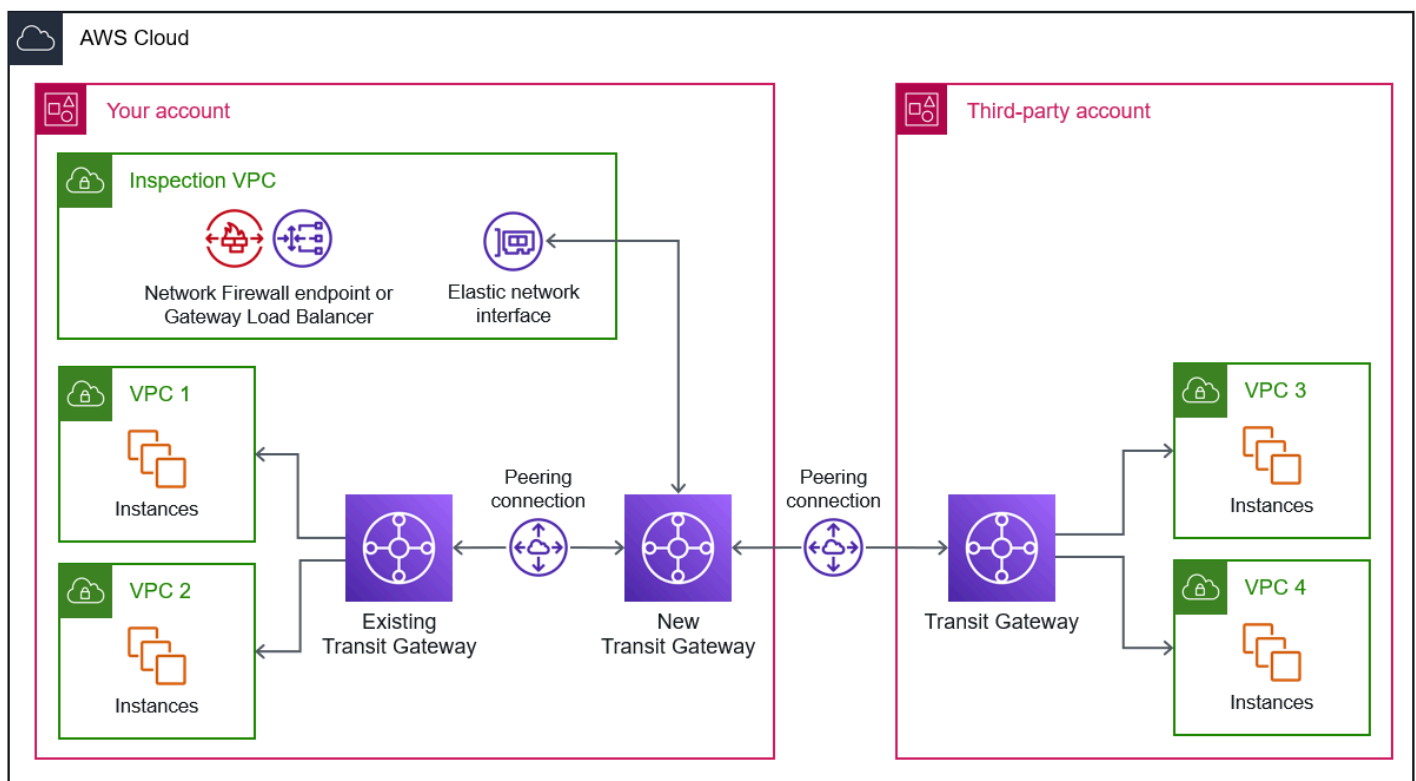 AWS Cloud
Your account
Third-party account
Inspection VPC
Network Firewall endpoint or
Gateway Load Balancer
Elastic network
interface
VPC 1
Instances
VPC 2
Instances
Existing
Transit Gateway
Peering
connection
New
Transit Gateway
Peering
connection
Transit Gateway
VPC 3
Instances
VPC 4
Instances